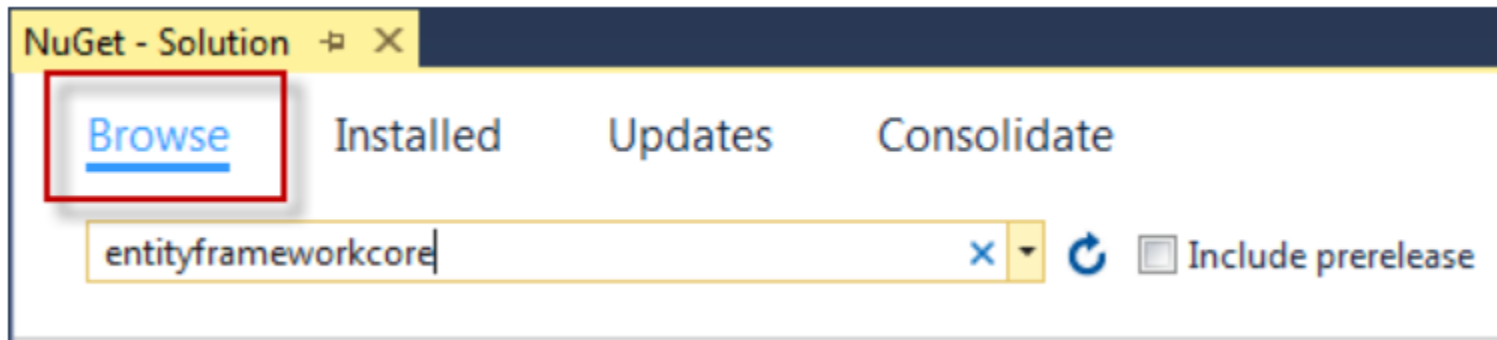 NuGet - Solution
Browse Installed Updates Consolidate
entityframeworkcore Include prerelease